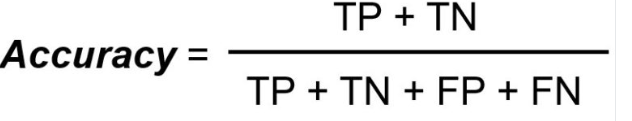 TP + TN
Accuracy =
TP + TN + FP + FN